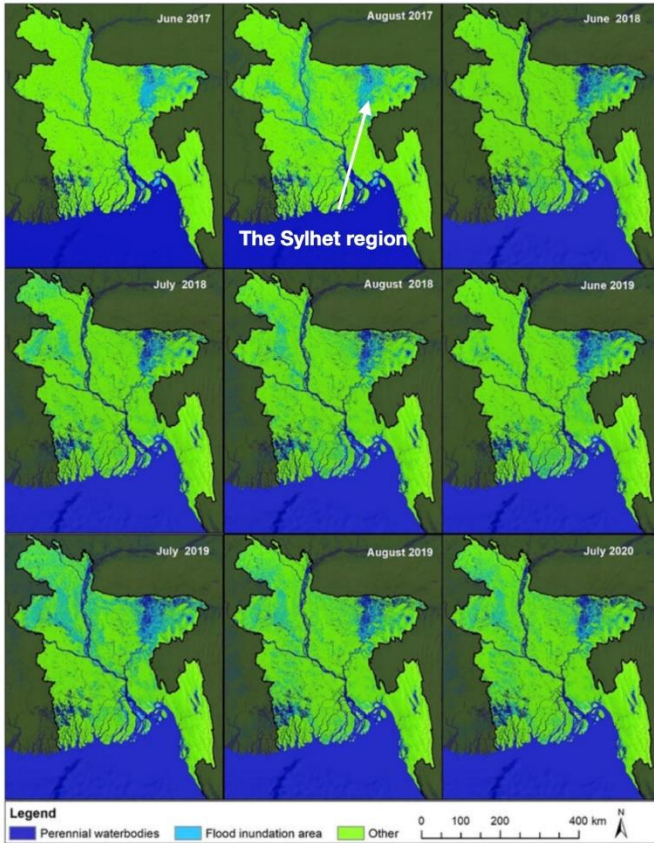 June 2017
August 2017
June 2018
The Sylhet region
July 2018
August 2018
June 2019
July 2019
August 2019
July 2020
Legend
Perennial waterbodies
Flood inundation area
Other
0 100 200 400 km
N